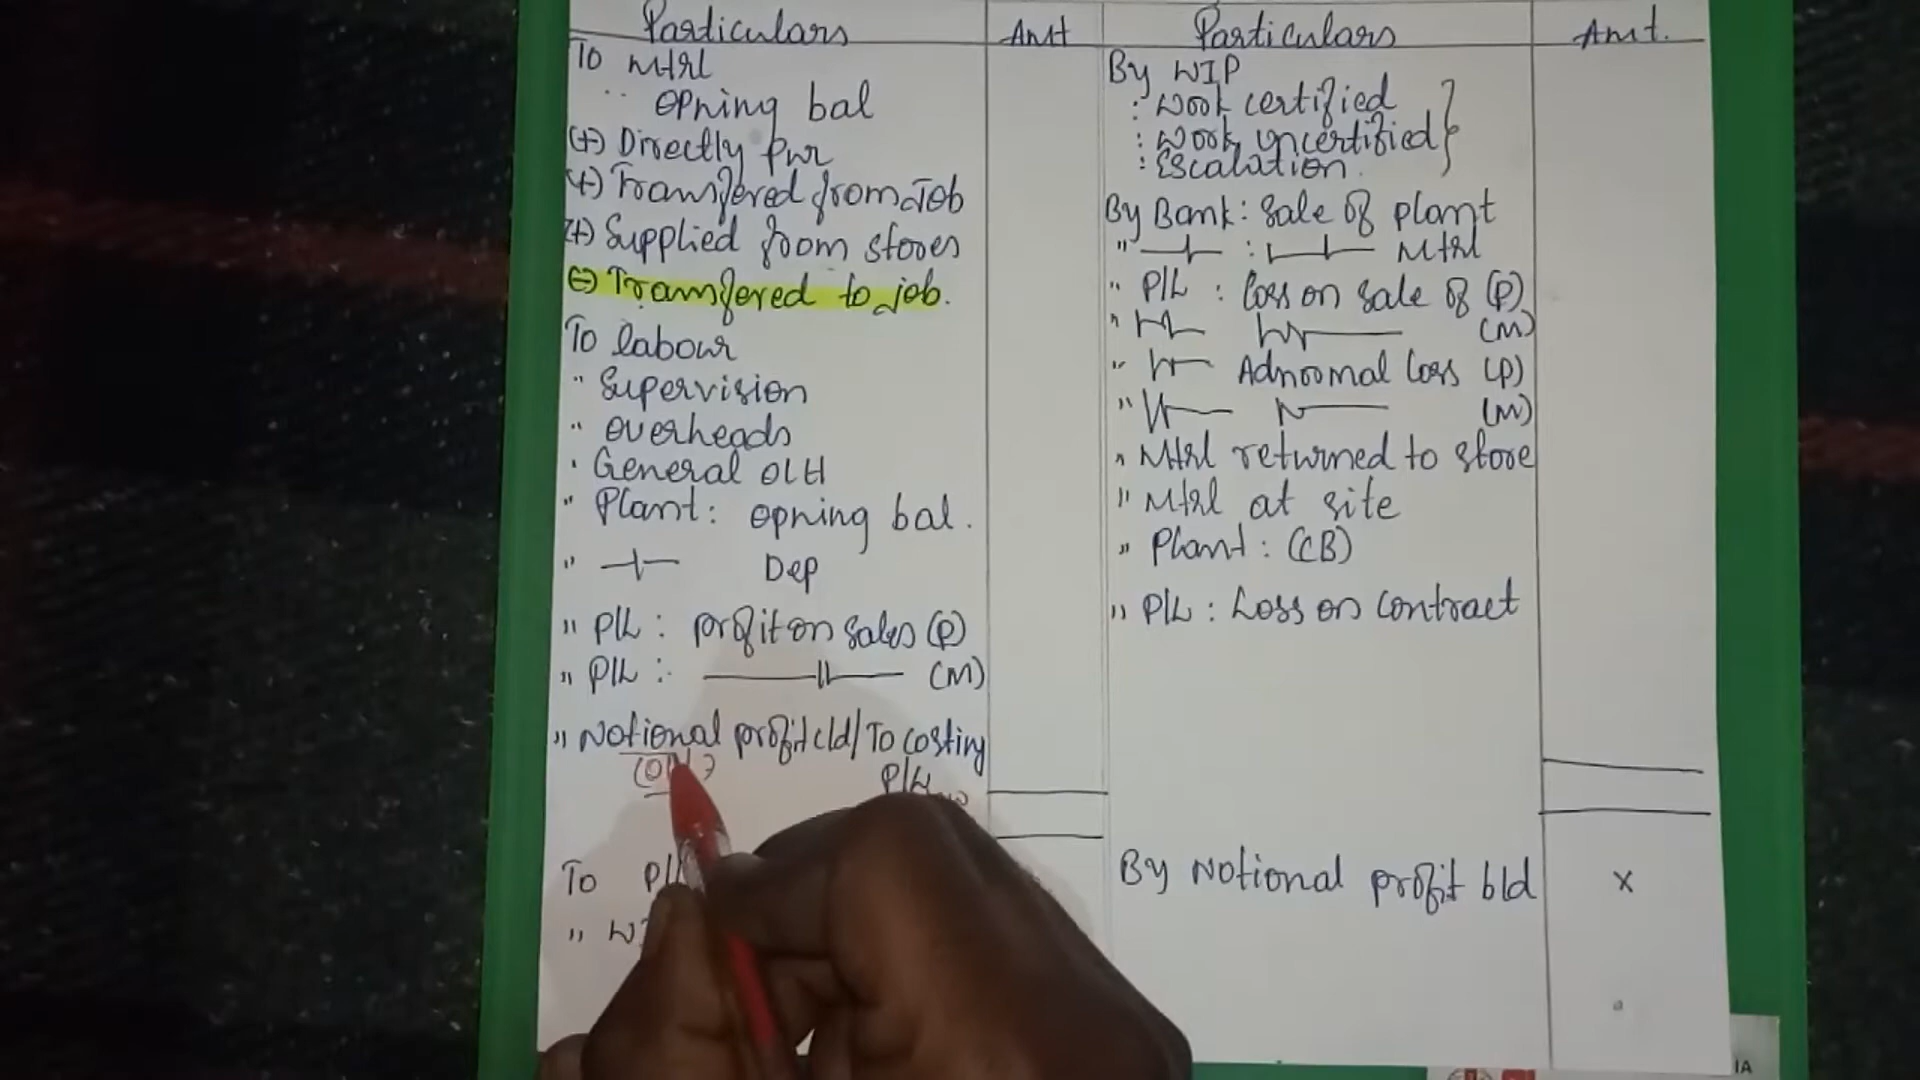 Particulars
Amt
Particulars
Amt.
To Mtrl
Opning bal
(+) Directly Pur
(+) Transfered from Job
(+) Supplied from stores
(-) Transfered to job.
To labour
" Supervision
" overheads
" General O/H
" Plant: opning bal.
" Dep
" P/L: profit on sales (P)
" P/L: (M)
" Notional profit c/d / To costing
P/L
To
By WIP
: Work certified
: Work uncertified
: Escalation.
By Bank: Sale of plant
" : Mtrl
" P/L : loss on sale of (P)
" (M)
" Adnormal loss (P)
" (M)
" Mtrl returned to store
" Mtrl at site
" Plant: (CB)
" P/L : Loss on contract
By Notional profit b/d x
IA